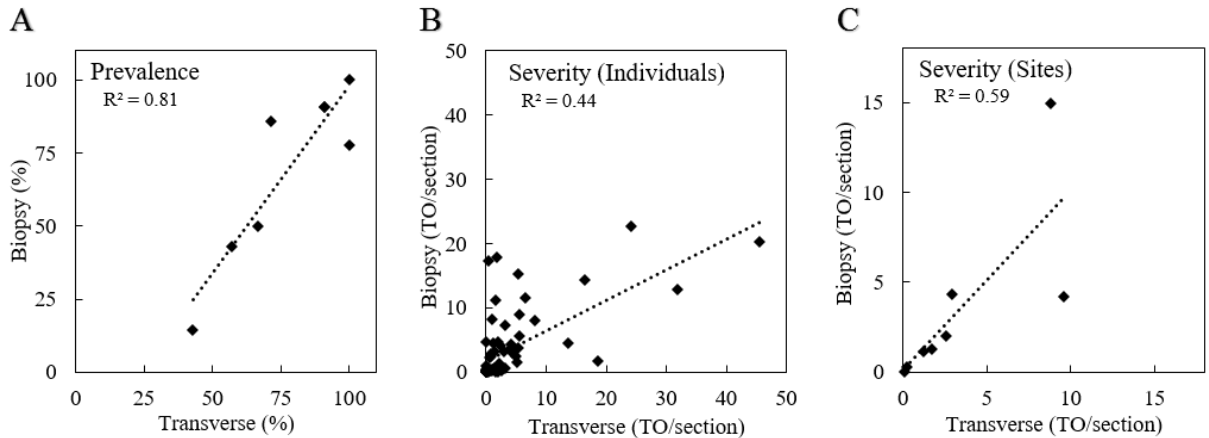 A
Prevalence
R² = 0.81
Biopsy (%)
100
75
50
25
0
0 25 50 75 100
Transverse (%)
B
Severity (Individuals)
R² = 0.44
Biopsy (TO/section)
50
40
30
20
10
0
0 10 20 30 40 50
Transverse (TO/section)
C
Severity (Sites)
R² = 0.59
Biopsy (TO/section)
15
10
5
0
0 5 10 15
Transverse (TO/section)